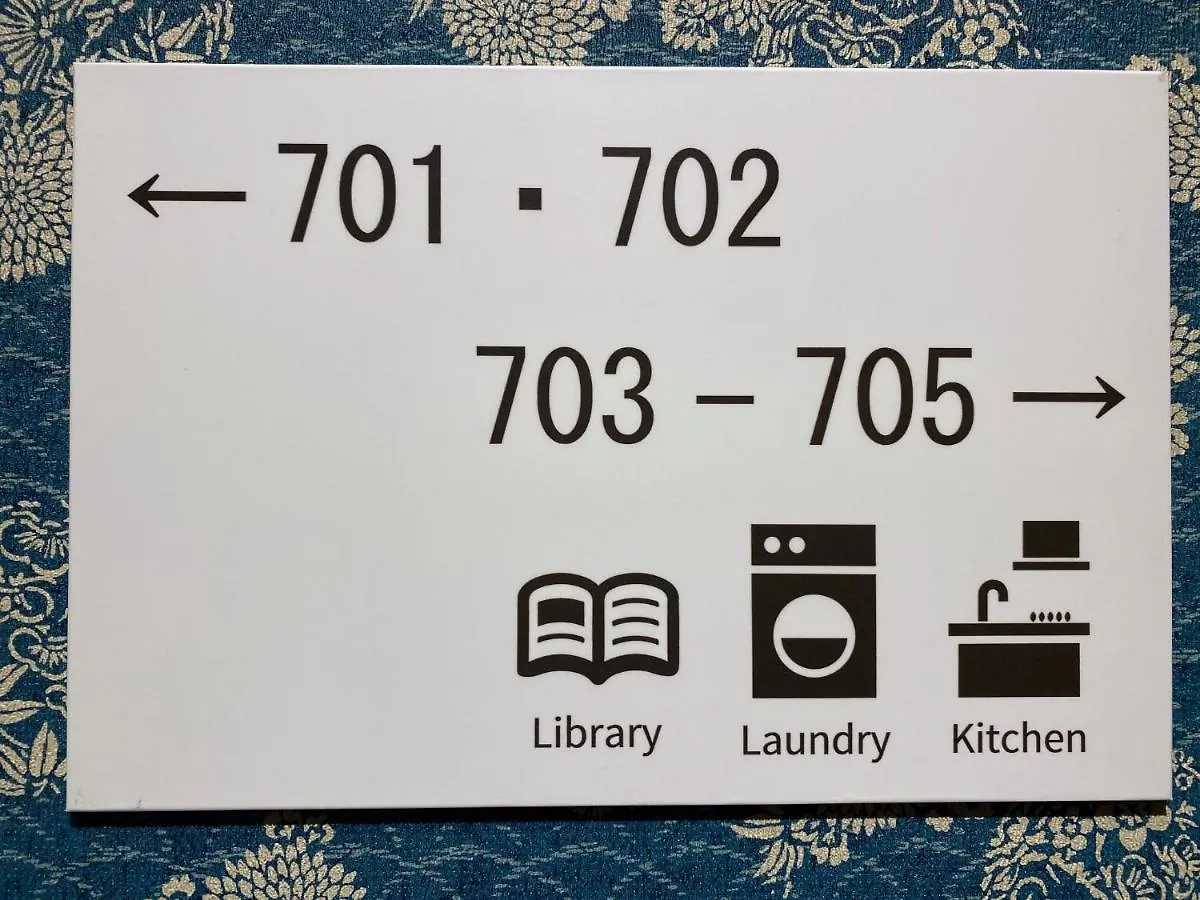 ← 701 ▪ 702
703 − 705 →
Library Laundry Kitchen